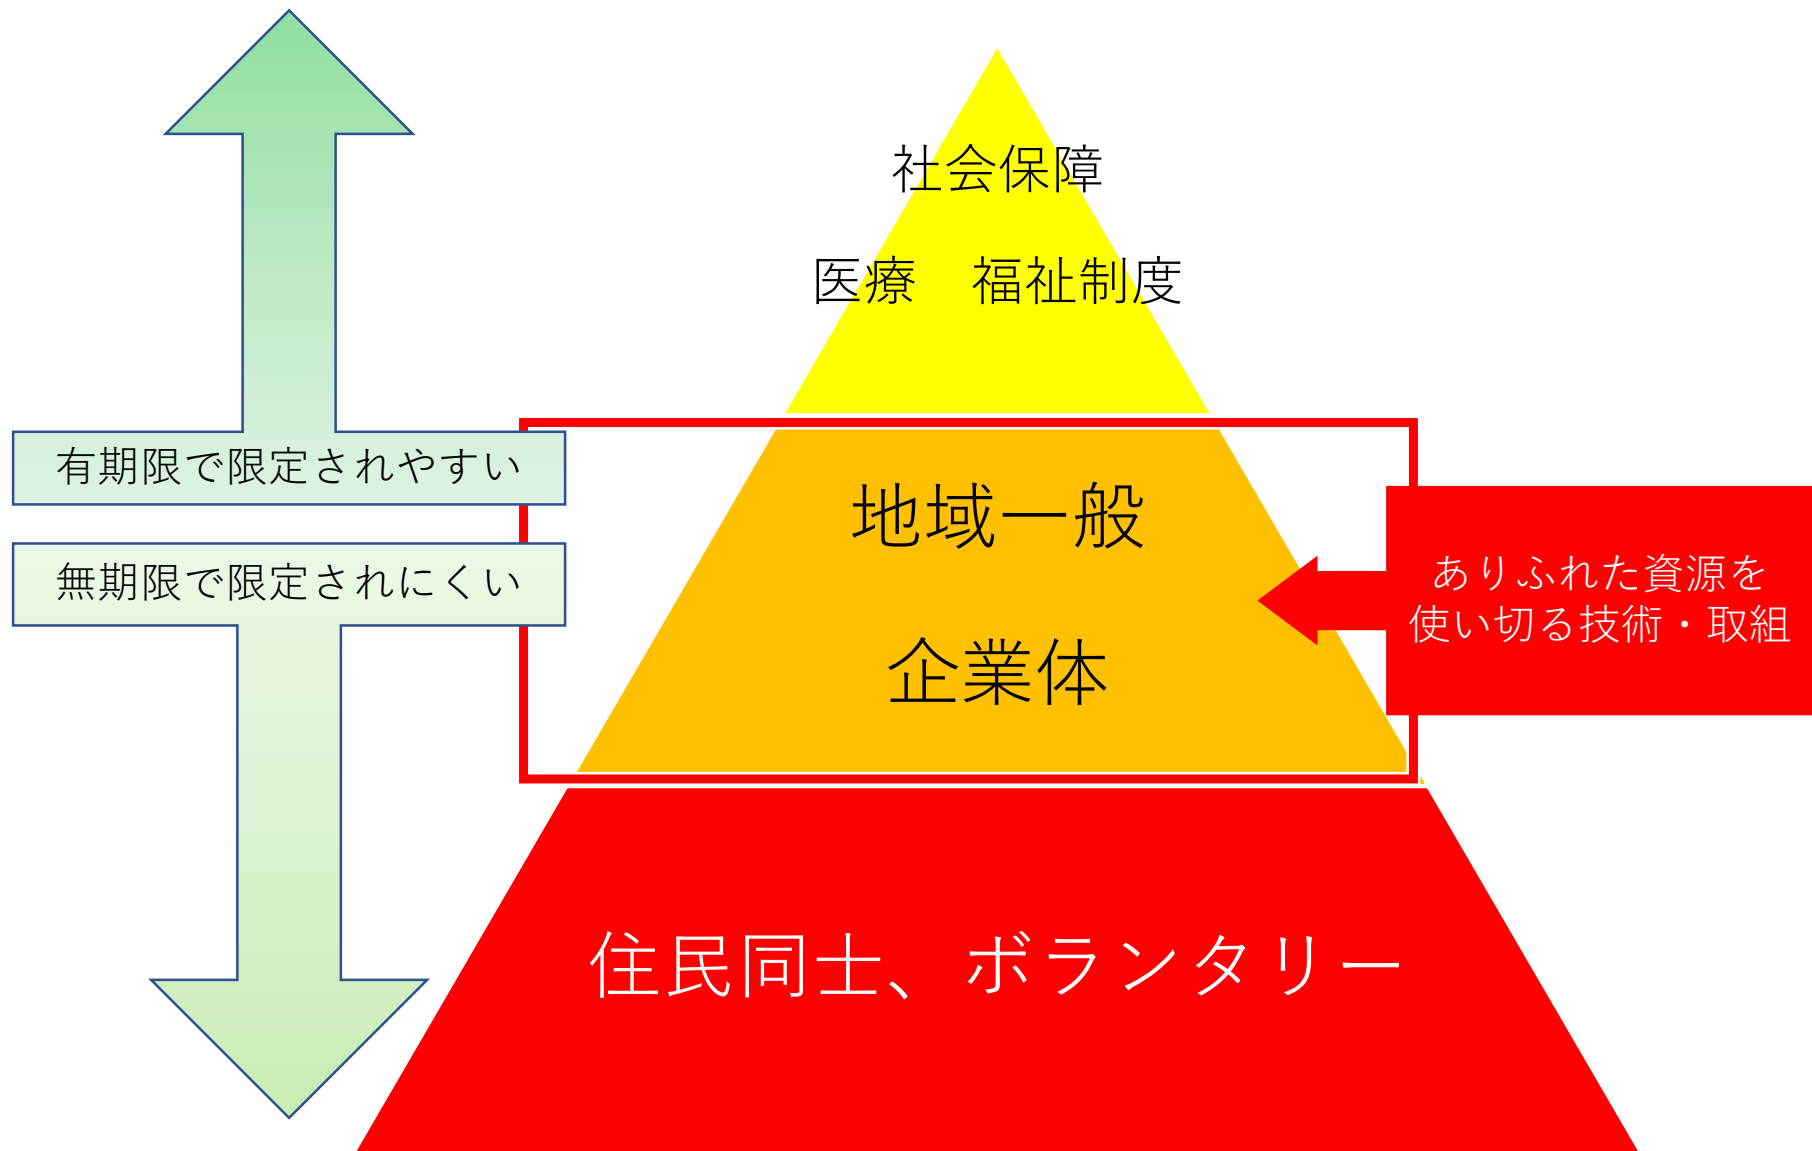 社会保障
医療　福祉制度
有期限で限定されやすい
地域一般
無期限で限定されにくい
ありふれた資源を
使い切る技術・取組
企業体
住民同士、ボランタリー